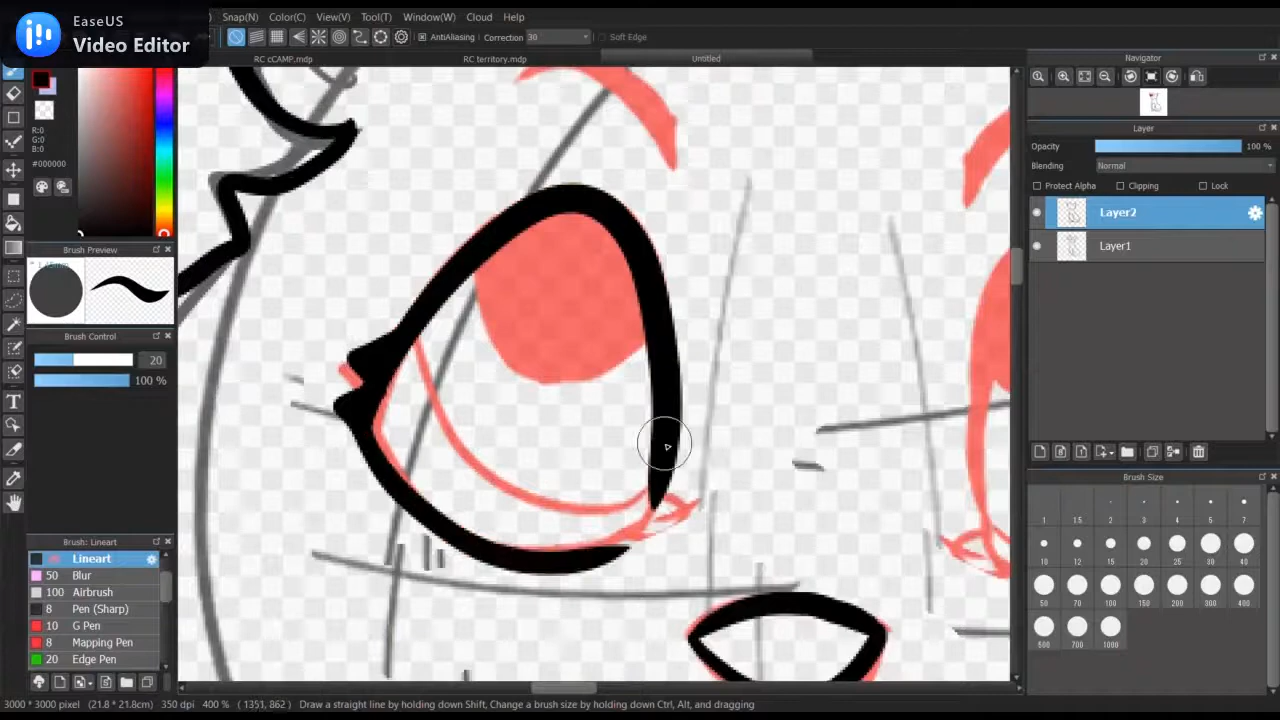 EaseUS
Video Editor
) Snap(N) Color(C) View(V) Tool(T) Window(W) Cloud Help
AntiAliasing Correction 30 Soft Edge
RC cCAMP.mdp RC territory.mdp Untitled
Navigator
R:0
G:0
B:0
#000000
Layer
Opacity 100 %
Blending Normal
Protect Alpha Clipping Lock
Layer2
Layer1
Brush Preview
Brush Control
20
100 %
T
Brush Size
1 1.5 2 3 4 5 7
10 12 15 20 25 30 40
50 70 100 150 200 300 400
500 700 1000
Brush: Lineart
Lineart
50 Blur
100 Airbrush
8 Pen (Sharp)
10 G Pen
8 Mapping Pen
20 Edge Pen
3000 * 3000 pixel (21.8 * 21.8cm) 350 dpi 400 % ( 1351, 862 ) Draw a straight line by holding down Shift, Change a brush size by holding down Ctrl, Alt, and dragging